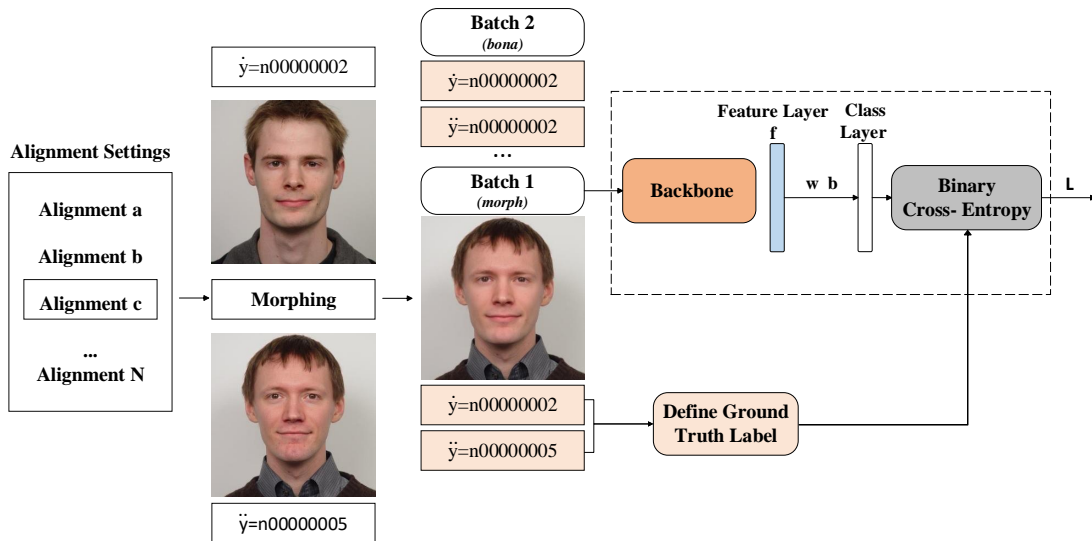 Alignment Settings
Alignment a
Alignment b
Alignment c
...
Alignment N
ẏ=n00000002
Morphing
ÿ=n00000005
Batch 2
(bona)
ẏ=n00000002
ÿ=n00000002
...
Batch 1
(morph)
ẏ=n00000002
ÿ=n00000005
Backbone
Feature Layer
f
w b
Class
Layer
Binary
Cross- Entropy
L
Define Ground
Truth Label